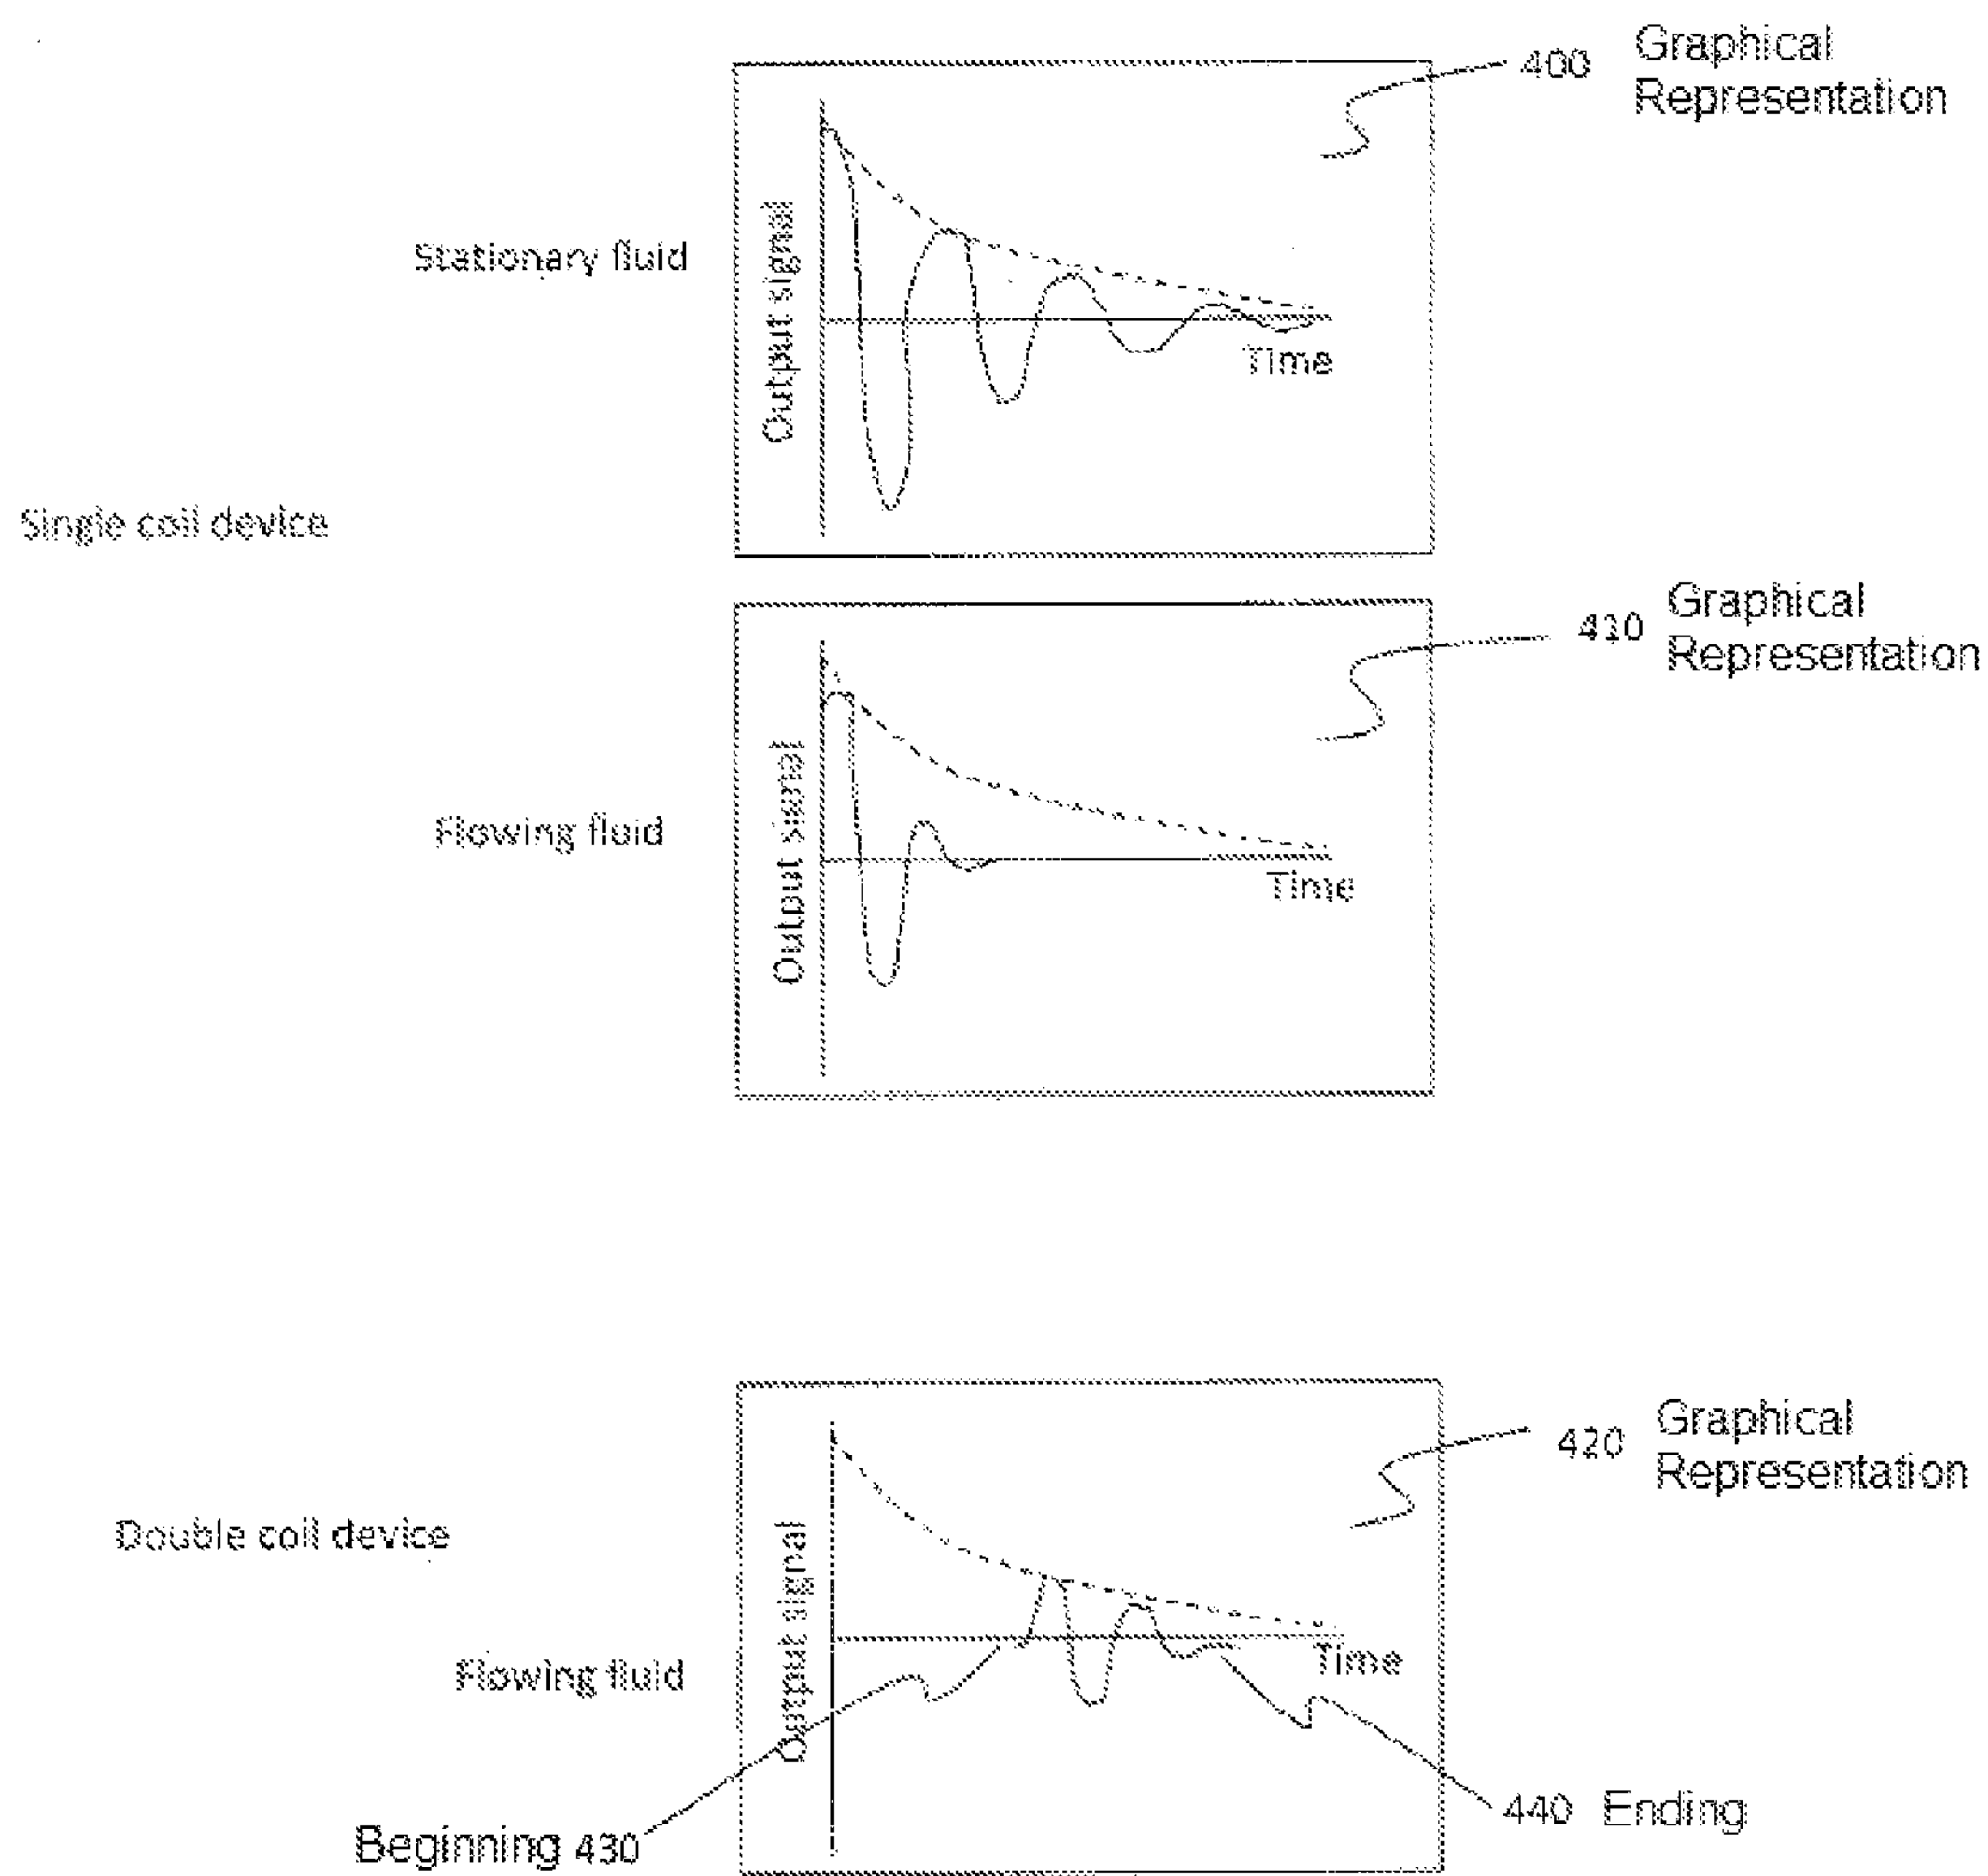 400 Graphical
Representation
Stationary fluid
Output signal
Time
Single coil device
410 Graphical
Representation
Flowing fluid
Output signal
Time
420 Graphical
Representation
Double coil device
Flowing fluid
Output signal
Time
Beginning 430
440 Ending